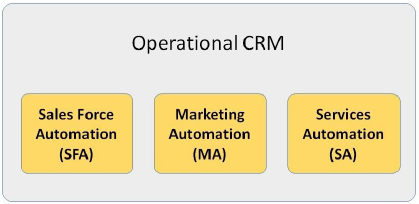 Operational CRM
Sales Force
Automation
(SFA)
Marketing
Automation
(MA)
Services
Automation
(SA)